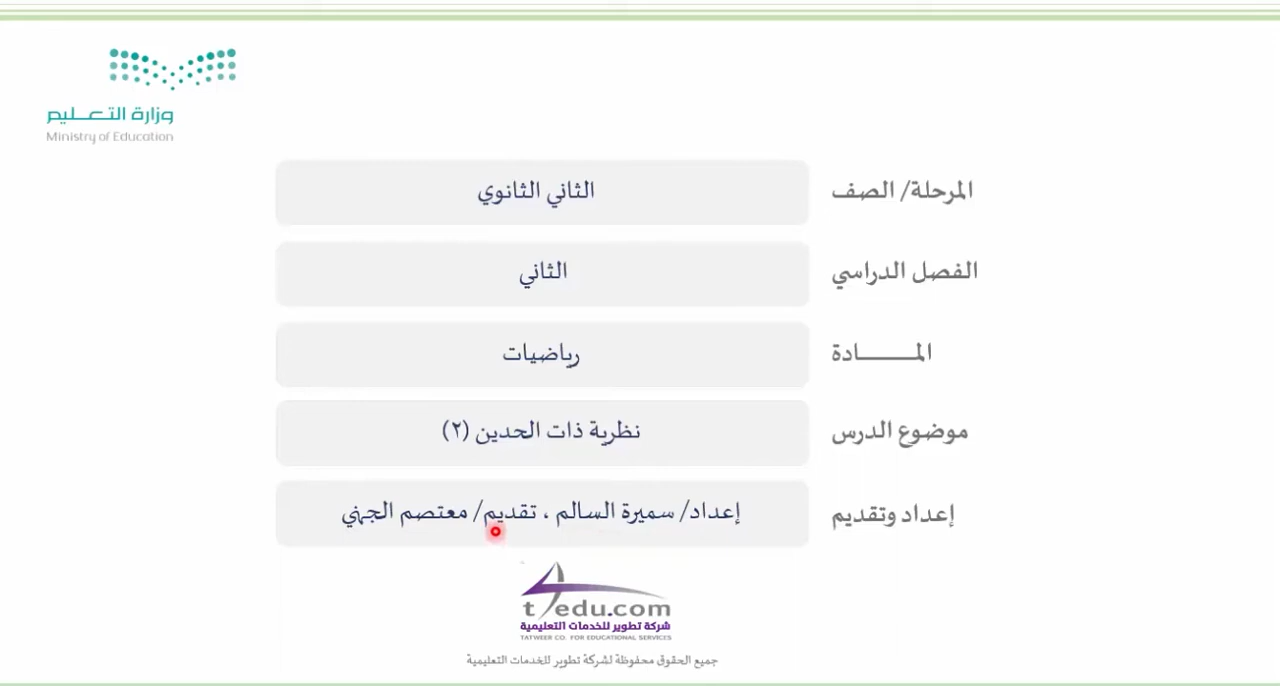 وزارة التعليم
Ministry of Education
المرحلة/ الصف الثاني الثانوي
الفصل الدراسي الثاني
المادة رياضيات
موضوع الدرس نظرية ذات الحدين (٢)
إعداد وتقديم إعداد/ سميرة السالم ، تقديم/ معتصم الجهني
t4edu.com
شركة تطوير للخدمات التعليمية
TATWEER CO. FOR EDUCATIONAL SERVICES
جميع الحقوق محفوظة لشركة تطوير للخدمات التعليمية